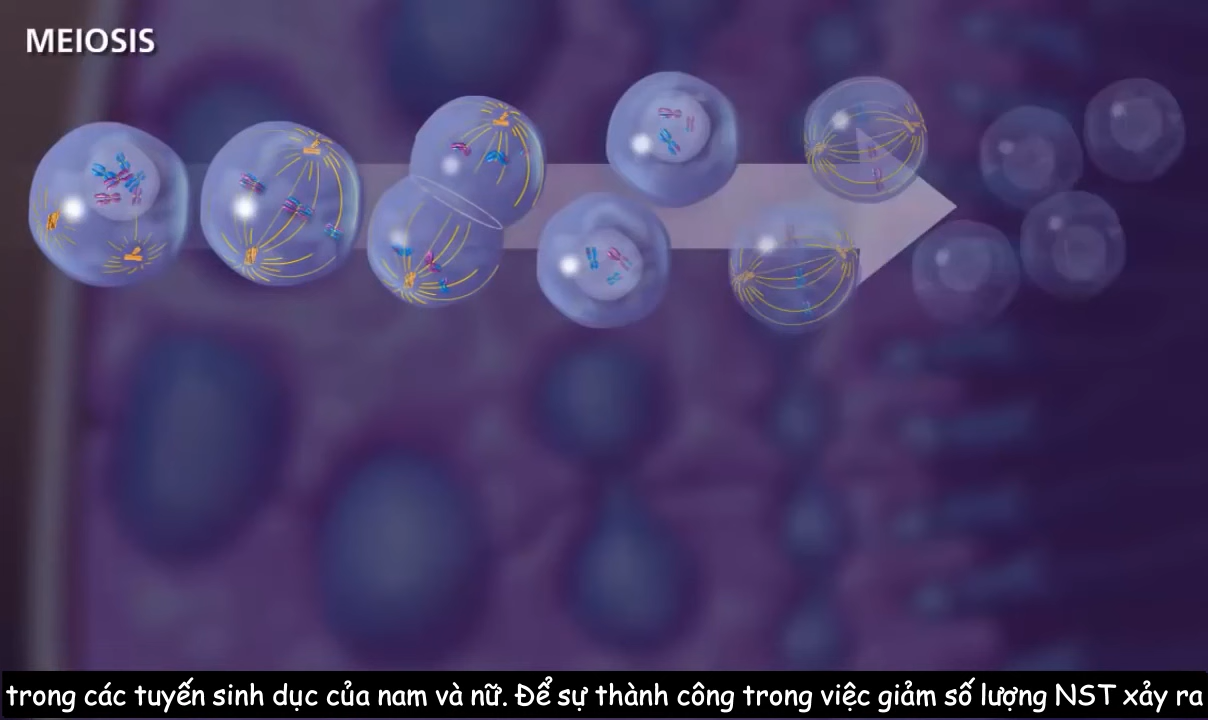 MEIOSIS
trong các tuyến sinh dục của nam và nữ. Để sự thành công trong việc giảm số lượng NST xảy ra